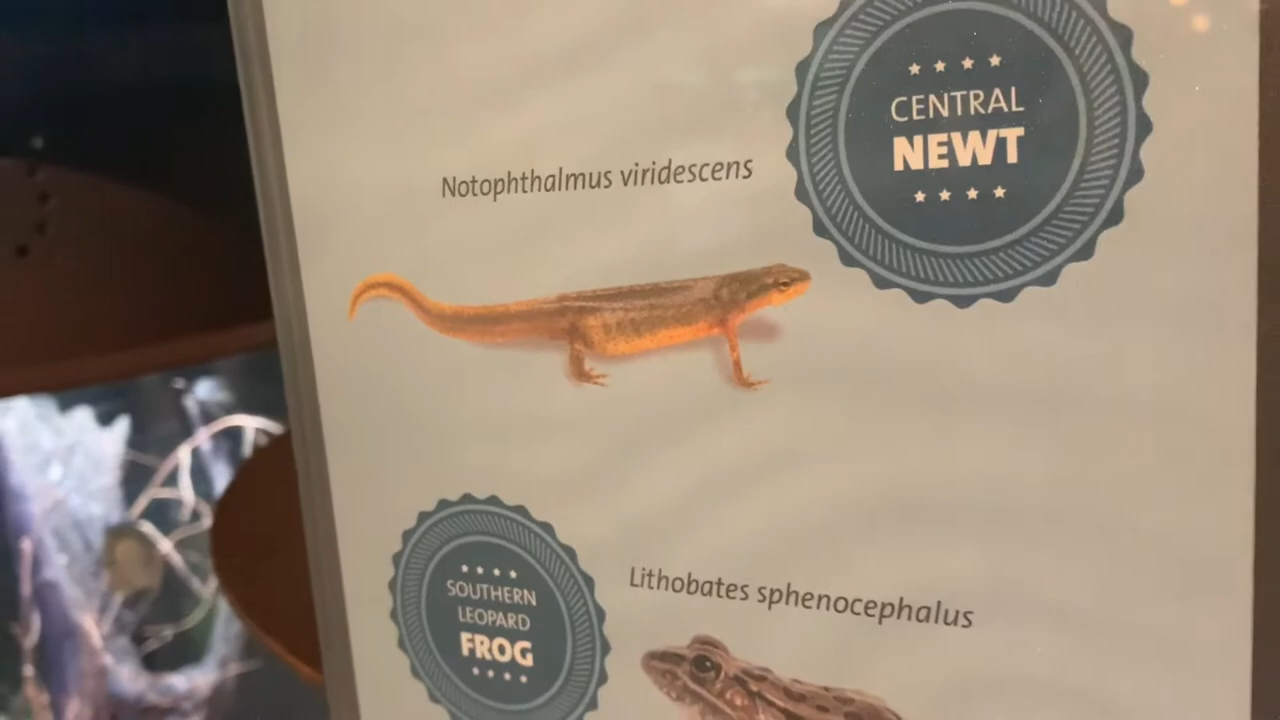 CENTRAL
NEWT
Notophthalmus viridescens
SOUTHERN
LEOPARD
FROG
Lithobates sphenocephalus